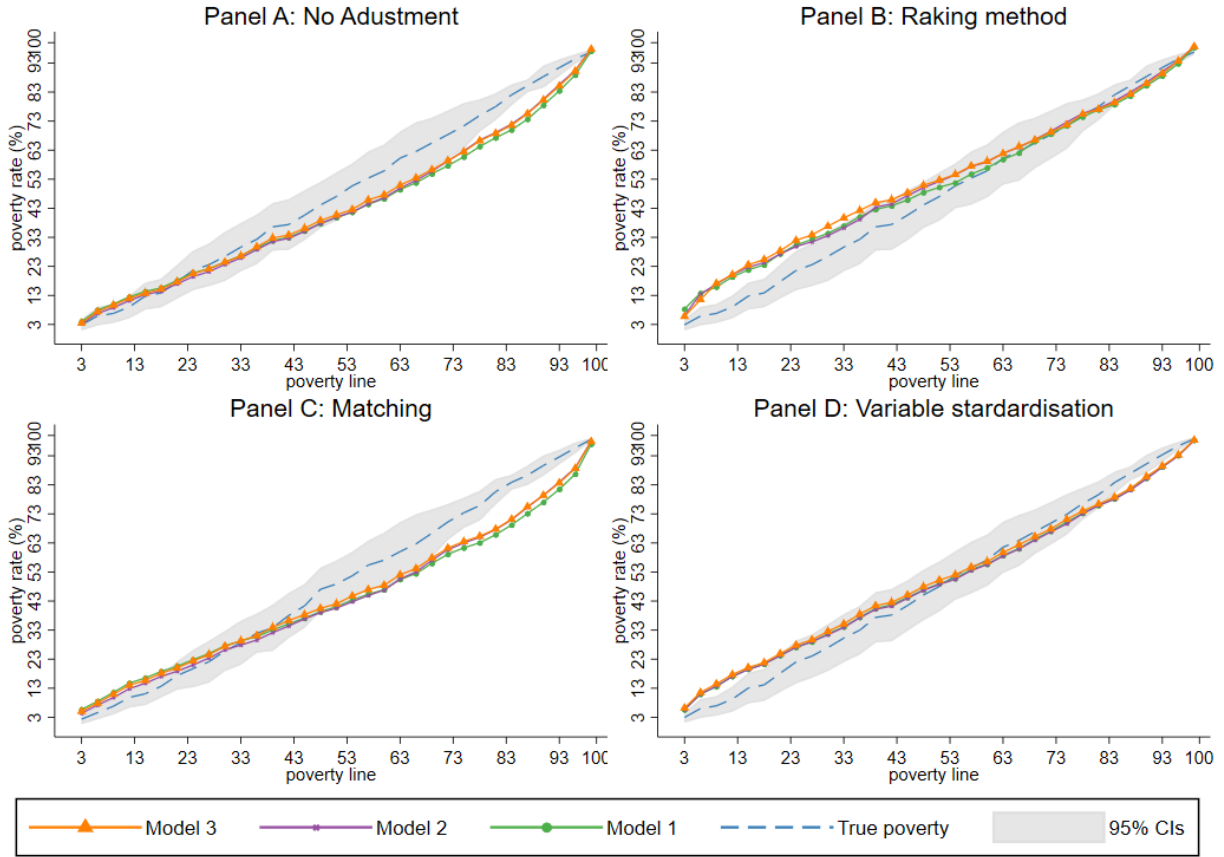 Panel A: No Adustment
poverty rate (%)
3 13 23 33 43 53 63 73 83 93 100
3 13 23 33 43 53 63 73 83 93 100
poverty line
Panel B: Raking method
poverty rate (%)
3 13 23 33 43 53 63 73 83 93 100
3 13 23 33 43 53 63 73 83 93 100
poverty line
Panel C: Matching
poverty rate (%)
3 13 23 33 43 53 63 73 83 93 100
3 13 23 33 43 53 63 73 83 93 100
poverty line
Panel D: Variable stardardisation
poverty rate (%)
3 13 23 33 43 53 63 73 83 93 100
3 13 23 33 43 53 63 73 83 93 100
poverty line
Model 3 Model 2 Model 1 True poverty 95% CIs